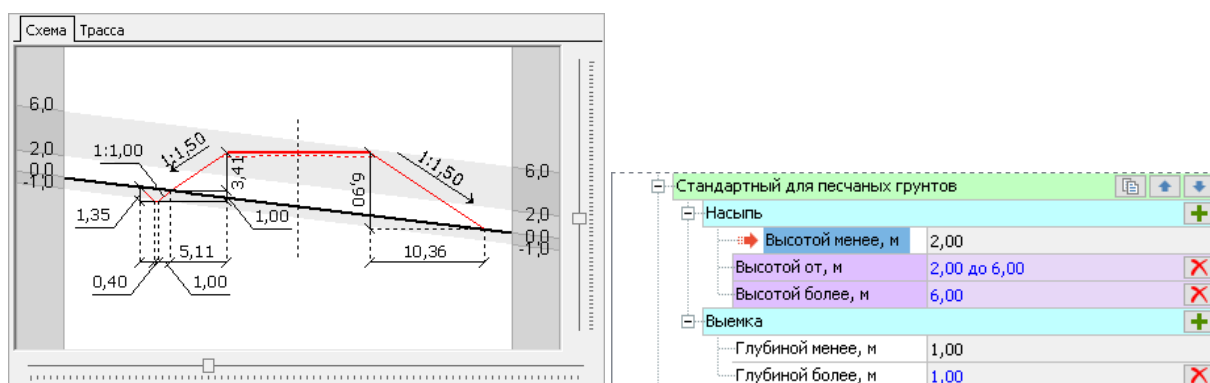 Схема Трасса
6,0
2,0
0,0
-1,0
1:1,00
1:1,50
3,41
6,90
1:1,50
6,0
2,0
0,0
-1,0
1,35
1,00
5,11
10,36
0,40
1,00
Стандартный для песчаных грунтов
Насыпь
Высотой менее, м 2,00
Высотой от, м 2,00 до 6,00
Высотой более, м 6,00
Выемка
Глубиной менее, м 1,00
Глубиной более, м 1,00